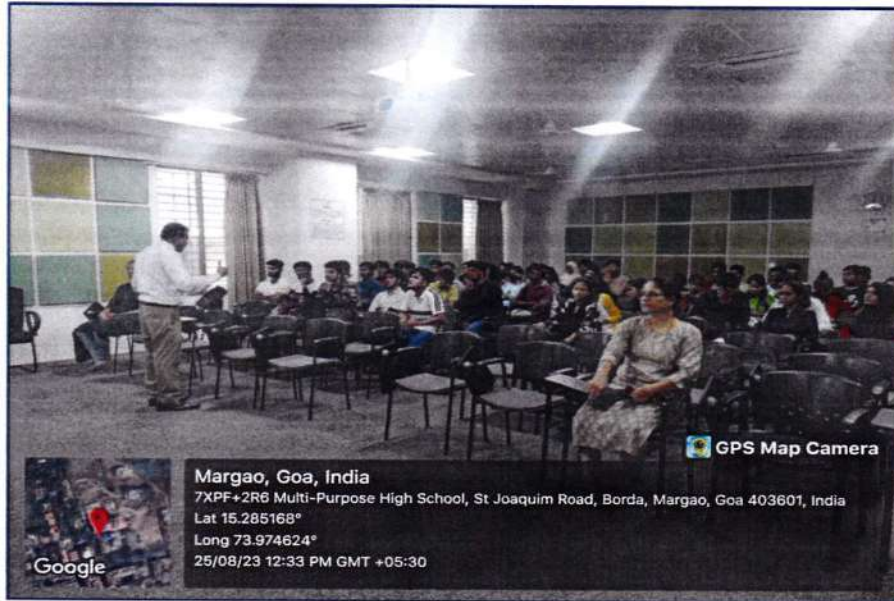 GPS Map Camera
Margao, Goa, India
7XPF+2R6 Multi-Purpose High School, St Joaquim Road, Borda, Margao, Goa 403601, India
Lat 15.285168°
Long 73.974624°
25/08/23 12:33 PM GMT +05:30
Google